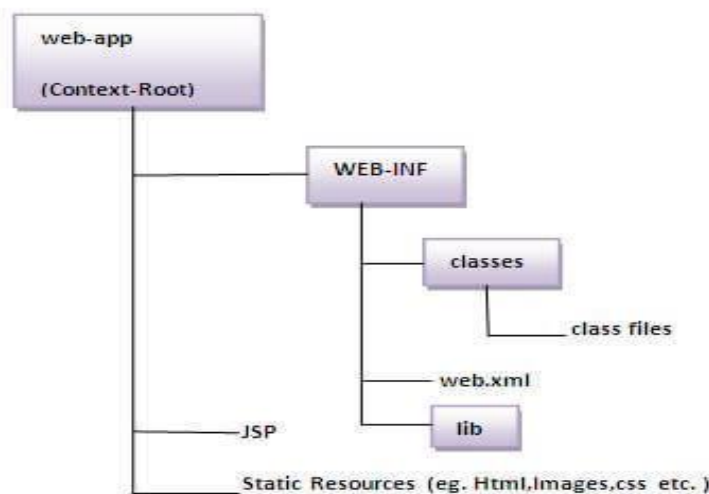 web-app
(Context-Root)
WEB-INF
classes
class files
web.xml
lib
JSP
Static Resources (eg. Html,Images,css etc. )